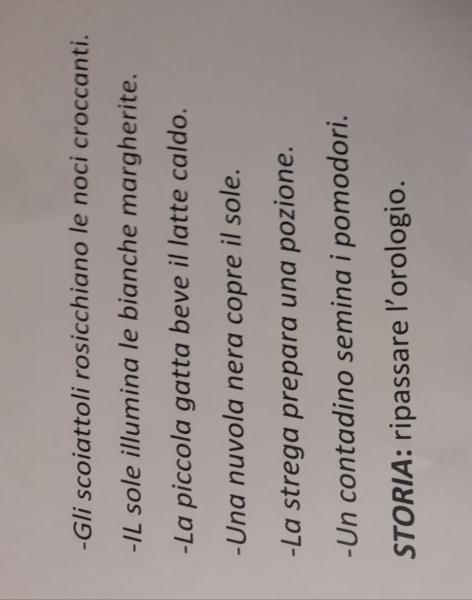 -Gli scoiattoli rosicchiano le noci croccanti.
-IL sole illumina le bianche margherite.
-La piccola gatta beve il latte caldo.
-Una nuvola nera copre il sole.
-La strega prepara una pozione.
-Un contadino semina i pomodori.
STORIA: ripassare l'orologio.